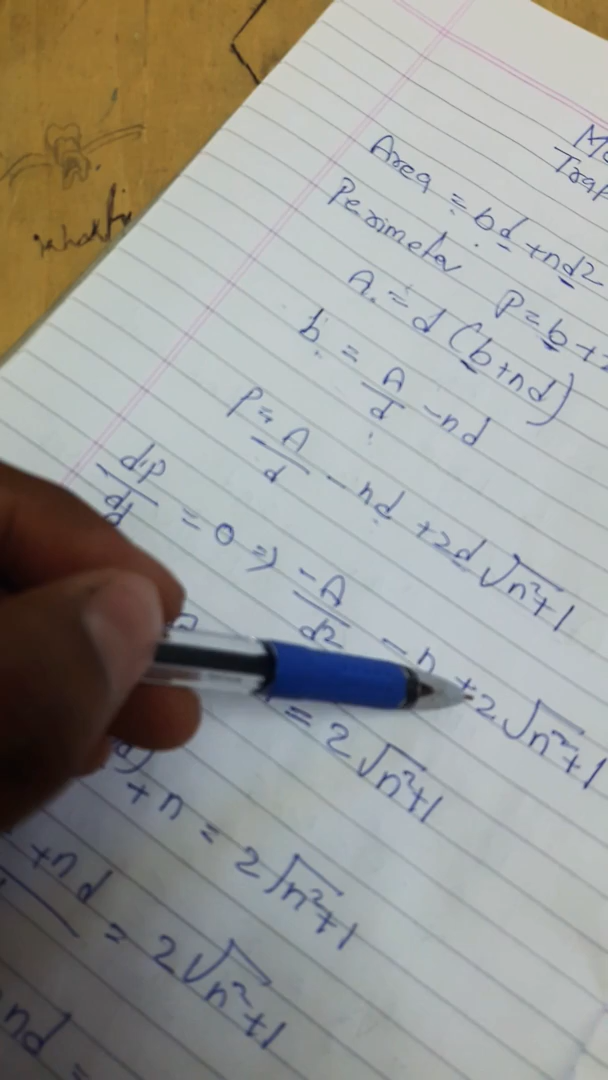 Area = bd + nd2
Perimeter P = b +
A = d (b + nd)
b = A/d - nd
P = A/d - nd + 2d √n²+1
dP/dd = 0 => -A/d2 - n + 2 √n²+1
= 2 √n²+1
+ n = 2 √n²+1
+ nd = 2 √n²+1
nd =